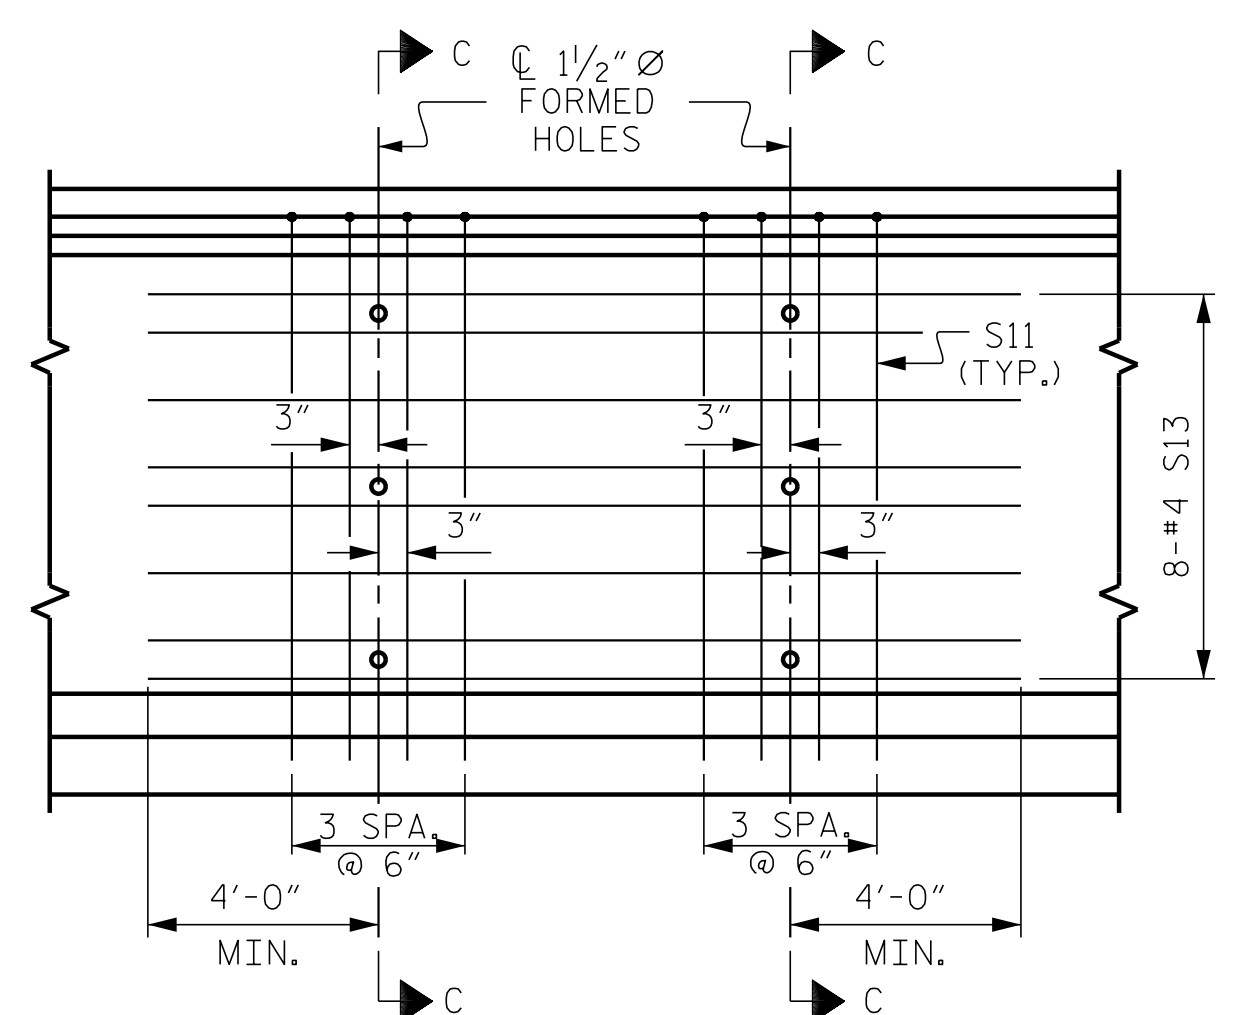 C
℄ 1½" Ø
FORMED
HOLES
C
S11
(TYP.)
3"
3"
8-#4 S13
3"
3"
3 SPA.
@ 6"
3 SPA.
@ 6"
4'-0"
MIN.
4'-0"
MIN.
C
C